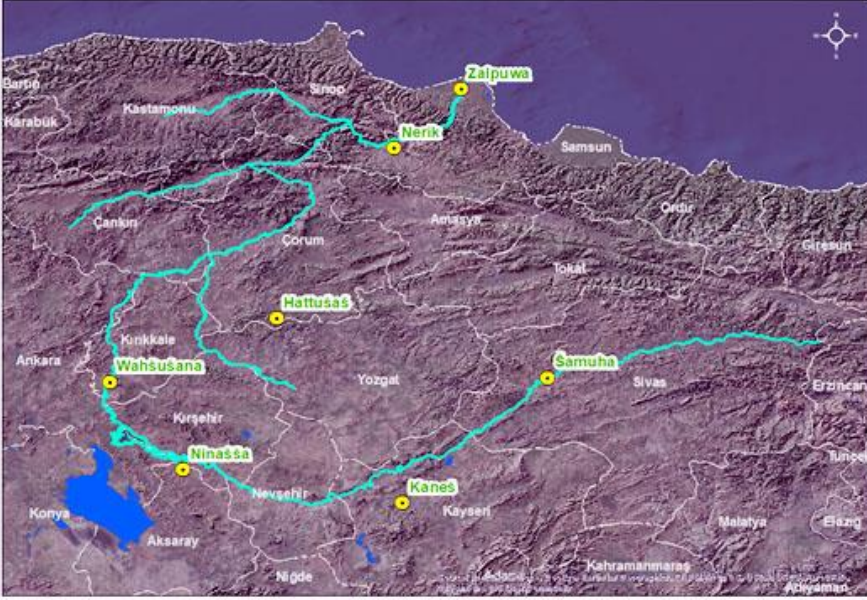 Zalpuwa
Bartın
Sinop
Kastamonu
Karabük
Nerik
Samsun
Çankırı
Amasya
Ordu
Çorum
Giresun
Tokat
Hattušaš
Kırıkkale
Ankara
Wahšušana
Šamuha
Yozgat
Sivas
Erzincan
Kırşehir
Ninašša
Tunceli
Kaneš
Nevşehir
Konya
Kayseri
Malatya
Elazığ
Aksaray
Kahramanmaraş
Niğde
Adıyaman